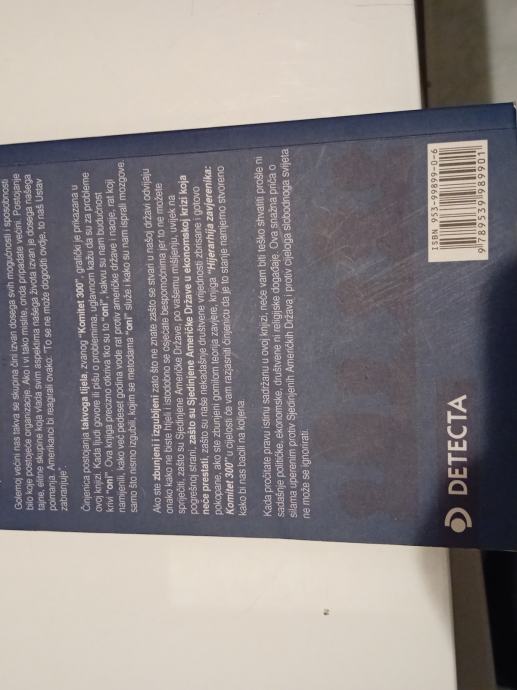 Golemoj većini nas takva se skupina čini izvan dosega svih mogućnosti i sposobnosti
bilo koje postojeće organizacije. Ako i vi tako mislite, onda pripadate većini. Postojanje
tajne, elitne skupine koja vlada svim aspektima našega života izvan je dosega našega
poimanja. Amerikanci bi reagirali ovako: "To se ne može dogoditi ovdje, to naš Ustav
zabranjuje".
Činjenica postojanja takvoga tijela, zvanog "Komitet 300", grafički je prikazana u
ovoj knjizi. Kada ljudi govore ili pišu o problemima, uglavnom kažu da su za probleme
krivi "oni". Ova knjiga precizno otkriva tko su to "oni", kakvu su nam budućnost
namijenili, kako već pedeset godina vode rat protiv američke države i nacije, rat koji
samo što nismo izgubili, kojim se metodama "oni" služe i kako su nam isprali mozgove.
Ako ste zbunjeni i izgubljeni zato što ne znate zašto se stvari u našoj državi odvijaju
onako kako ne biste htjeli i istodobno se osjećate bespomoćnima jer to ne možete
spriječiti, zašto su Sjedinjene Američke Države, po vašemu mišljenju, uvijek na
pogrešnoj strani, zašto su Sjedinjene Američke Države u ekonomskoj krizi koja
neće prestati, zašto su naše nekadašnje društvene vrijednosti zbrisane i gotovo
pokopane, ako ste zbunjeni gomilom teorija zavjere, knjiga "Hijerarhija zavjerenika:
Komitet 300" u cijelosti će vam razjasniti činjenicu da je to stanje namjerno stvoreno
kako bi nas bacili na koljena.
Kada pročitate pravu istinu sadržanu u ovoj knjizi, neće vam biti teško shvatiti prošle ni
sadašnje političke, ekonomske, društvene ni religijske događaje. Ova snažna priča o
silama uperenim protiv Sjedinjenih Američkih Država i protiv cijeloga slobodnoga svijeta
ne može se ignorirati.
DETECTA
ISBN 953-99899-0-6
9 789539 989901